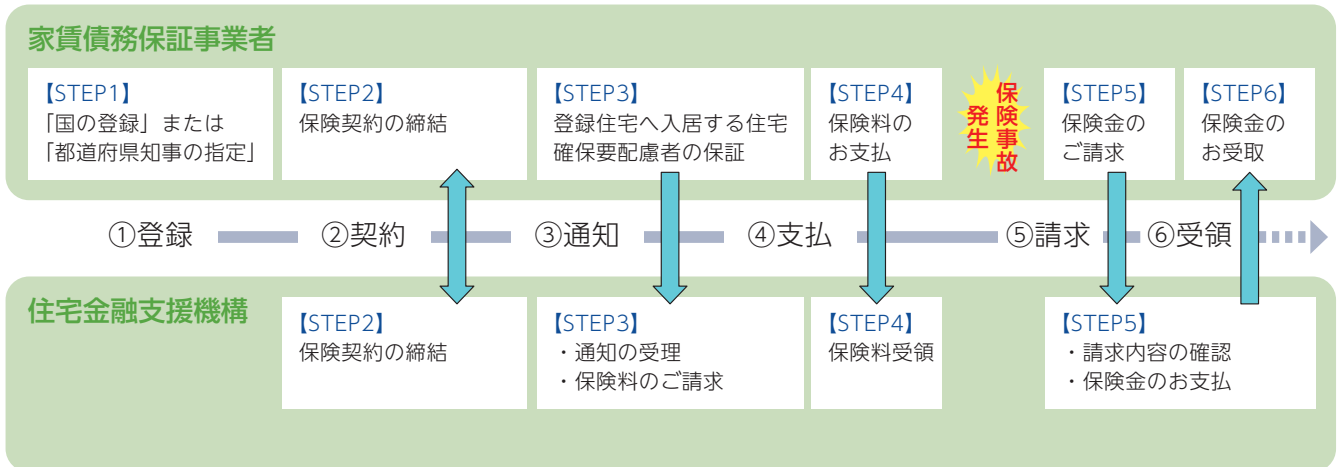 家賃債務保証事業者
【STEP1】
「国の登録」または
「都道府県知事の指定」
【STEP2】
保険契約の締結
【STEP3】
登録住宅へ入居する住宅
確保要配慮者の保証
【STEP4】
保険料の
お支払
保険事故
発生
【STEP5】
保険金の
ご請求
【STEP6】
保険金の
お受取
①登録
②契約
③通知
④支払
⑤請求
⑥受領
住宅金融支援機構
【STEP2】
保険契約の締結
【STEP3】
・通知の受理
・保険料のご請求
【STEP4】
保険料受領
【STEP5】
・請求内容の確認
・保険金のお支払